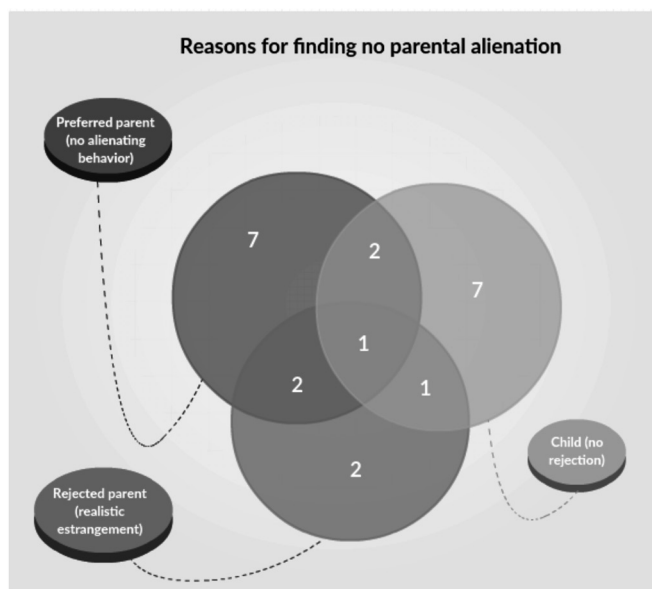 Reasons for finding no parental alienation
Preferred parent
(no alienating
behavior)
7
2
7
1
2
1
2
Child (no
rejection)
Rejected parent
(realistic
estrangement)